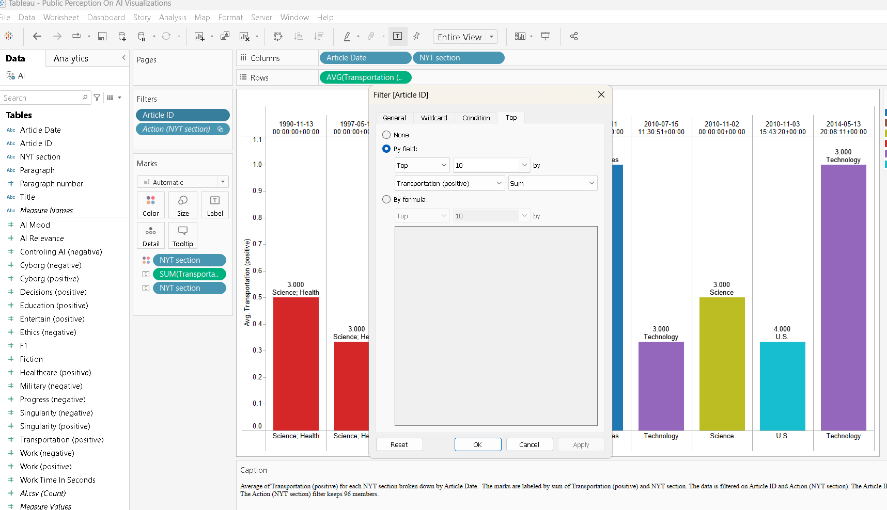 Tableau - Public Perception On AI Visualizations
File Data Worksheet Dashboard Story Analysis Map Format Server Window Help
Entire View
Data Analytics
Pages
Columns Article Date NYT section
Rows AVG(Transportation (..
AI
Search
Tables
Abc Article Date
Abc Article ID
Abc NYT section
Abc Paragraph
Paragraph number
Abc Title
Abc Measure Names
AI Mood
AI Relevance
Controlling AI (negative)
Cyborg (negative)
Cyborg (positive)
Decisions (positive)
Education (positive)
Entertain (positive)
Ethics (negative)
F1
Fiction
Healthcare (positive)
Military (negative)
Progress (negative)
Singularity (negative)
Singularity (positive)
Transportation (positive)
Work (negative)
Work (positive)
Work Time In Seconds
AI.csv (Count)
Measure Values
Filters
Article ID
Action (NYT section)
Marks
Automatic
Color Size Label
Detail Tooltip
NYT section
SUM(Transporta..
NYT section
Filter [Article ID]
General Wildcard Condition Top
None
By field:
Top 10 by
Transportation (positive) Sum
By formula:
Top 10 by
Reset OK Cancel Apply
1990-11-13
00:00:00+00:00
2010-07-15
11:30:51+00:00
2010-11-02
00:00:00+00:00
2010-11-03
15:43:20+00:00
2014-05-13
20:08:11+00:00
Avg. Transportation (positive)
1.1
1.0
0.9
0.8
0.7
0.6
0.5
0.4
0.3
0.2
0.1
0.0
3.000
Science; Health
3.000
Science; He
3.000
Technology
3.000
Science
4.000
U.S.
3.000
Technology
Science; Health Science; He es Technology Science U.S. Technology
Caption
Average of Transportation (positive) for each NYT section broken down by Article Date. The marks are labeled by sum of Transportation (positive) and NYT section. The data is filtered on Article ID and Action (NYT section). The Article I
The Action (NYT section) filter keeps 96 members.